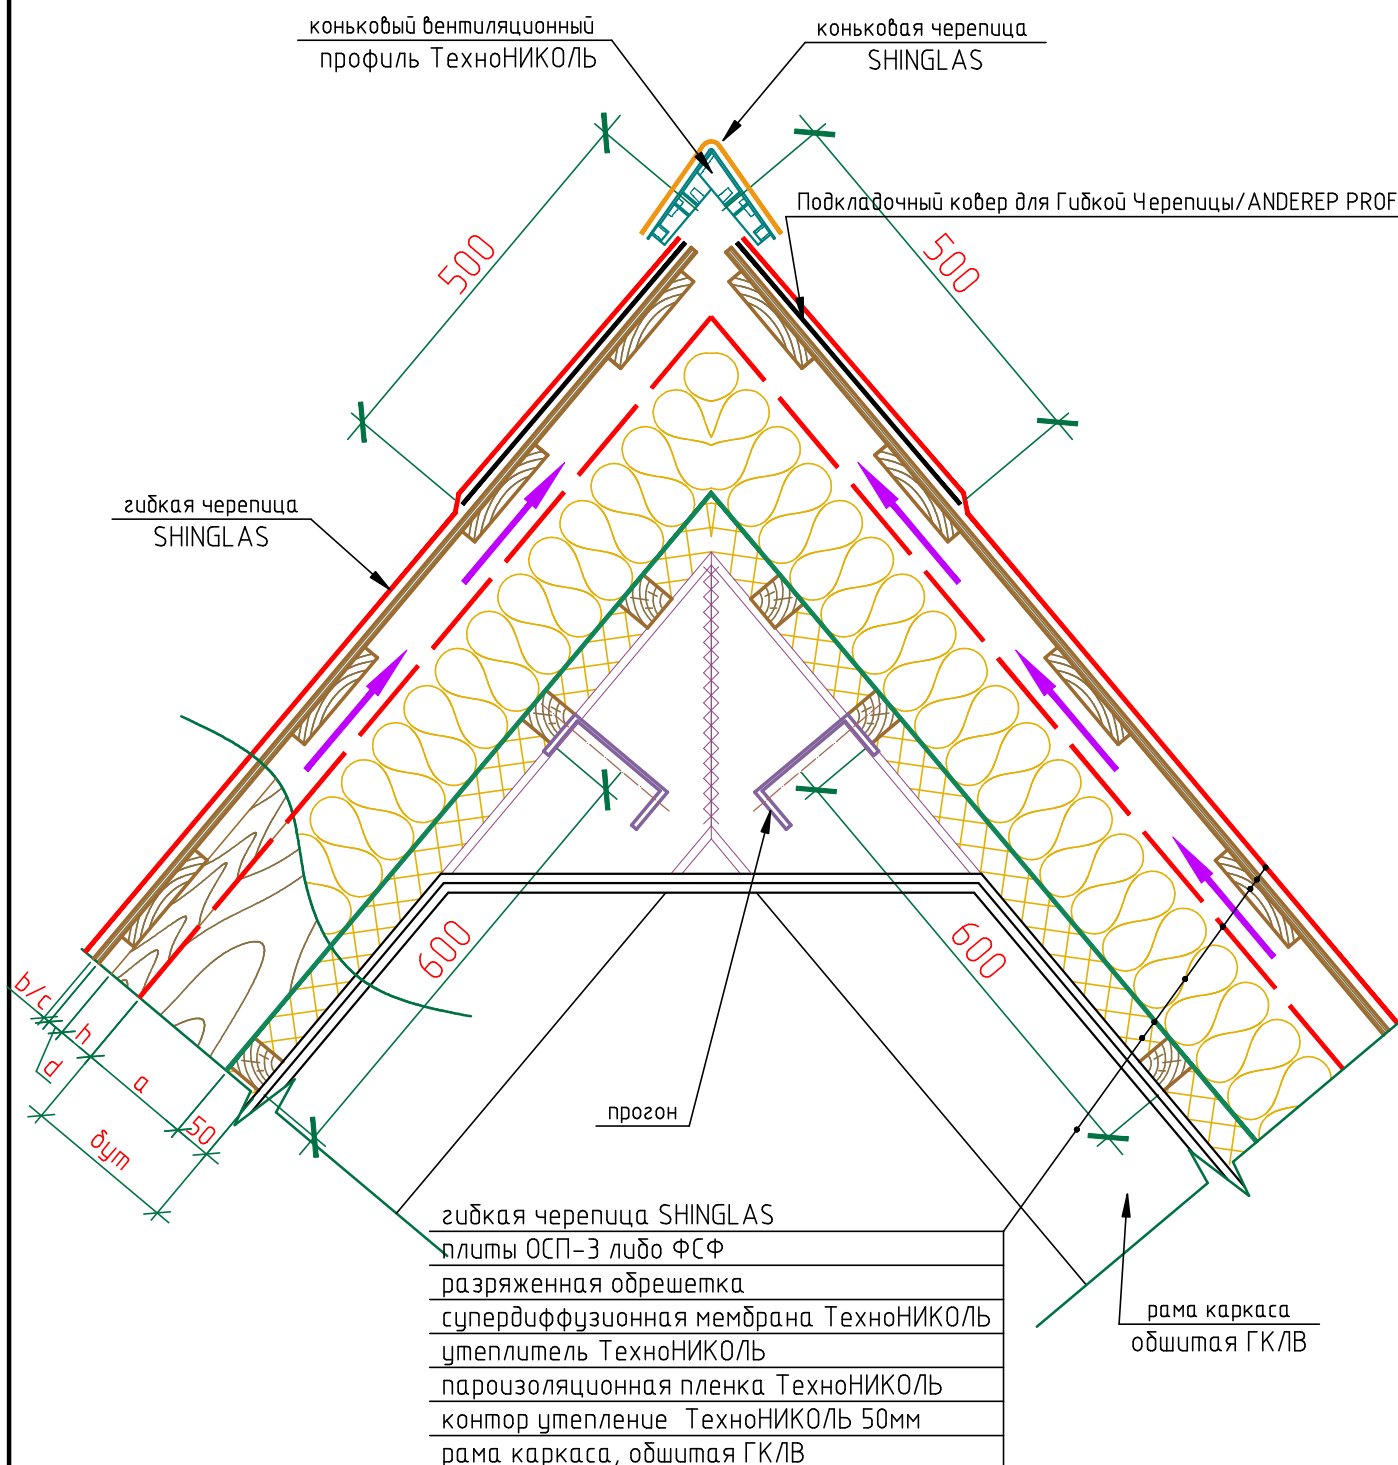 коньковый вентиляционный
профиль ТехноНИКОЛЬ
коньковая черепица
SHINGLAS
Подкладочный ковер для Гибкой Черепицы/ANDEREP PROF
500
500
гибкая черепица
SHINGLAS
600
600
b/c
h
d
a
50
бут
прогон
гибкая черепица SHINGLAS
плиты ОСП-3 либо ФСФ
разряженная обрешетка
супердиффузионная мембрана ТехноНИКОЛЬ
утеплитель ТехноНИКОЛЬ
пароизоляционная пленка ТехноНИКОЛЬ
контор утепление ТехноНИКОЛЬ 50мм
рама каркаса, обшитая ГКЛВ
рама каркаса
обшитая ГКЛВ